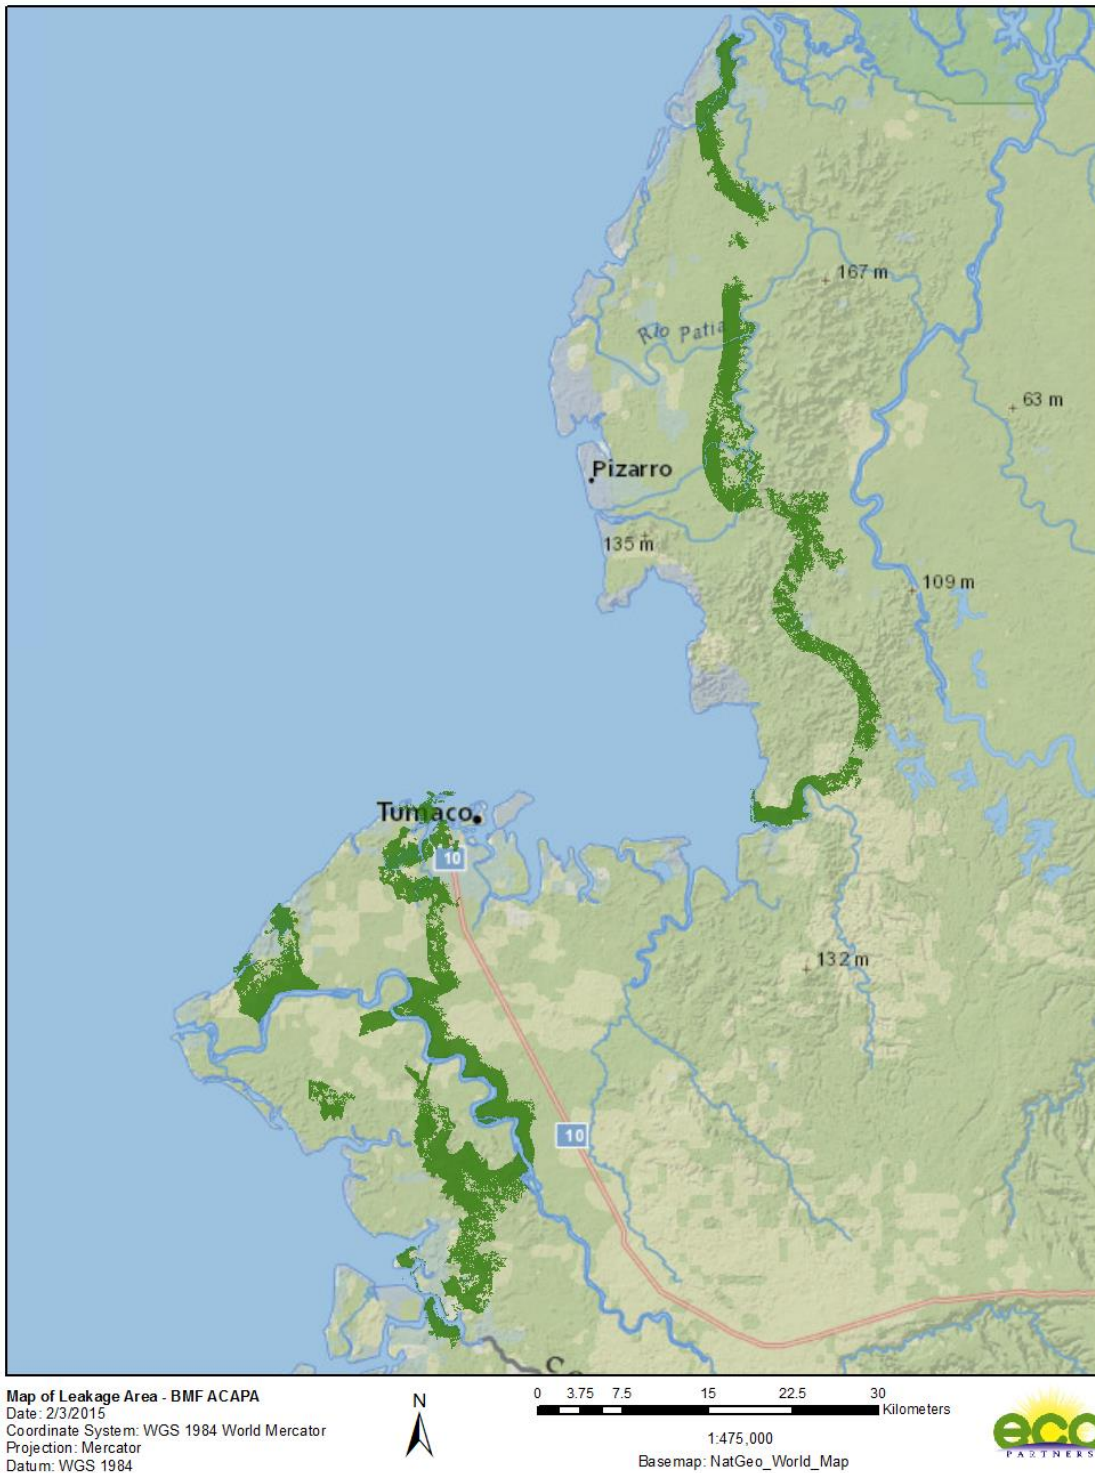 167 m
Río Patía
63 m
Pizarro
135 m
109 m
Tumaco
10
132 m
10
Map of Leakage Area - BMF ACAPA
Date: 2/3/2015
Coordinate System: WGS 1984 World Mercator
Projection: Mercator
Datum: WGS 1984
N
0 3.75 7.5 15 22.5 30
Kilometers
1:475,000
Basemap: NatGeo_World_Map
eco
PARTNERS